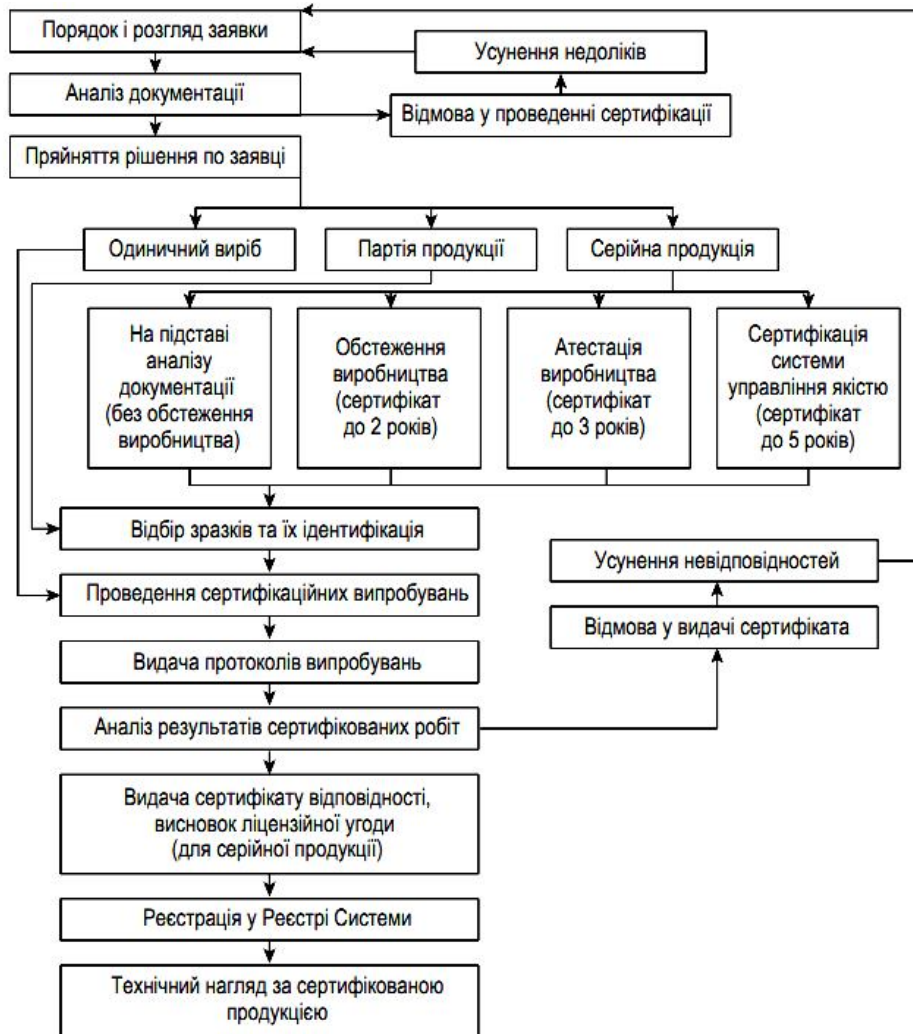 Порядок і розгляд заявки
Усунення недоліків
Аналіз документації
Відмова у проведенні сертифікації
Пряйняття рішення по заявці
Одиничний виріб
Партія продукції
Серійна продукція
На підставі
аналізу
документації
(без обстеження
виробництва)
Обстеження
виробництва
(сертифікат
до 2 років)
Атестація
виробництва
(сертифікат
до 3 років)
Сертифікація
системи
управління якістю
(сертифікат
до 5 років)
Відбір зразків та їх ідентифікація
Усунення невідповідностей
Проведення сертифікаційних випробувань
Відмова у видачі сертифіката
Видача протоколів випробувань
Аналіз результатів сертифікованих робіт
Видача сертифікату відповідності,
висновок ліцензійної угоди
(для серійної продукції)
Реєстрація у Реєстрі Системи
Технічний нагляд за сертифікованою
продукцією